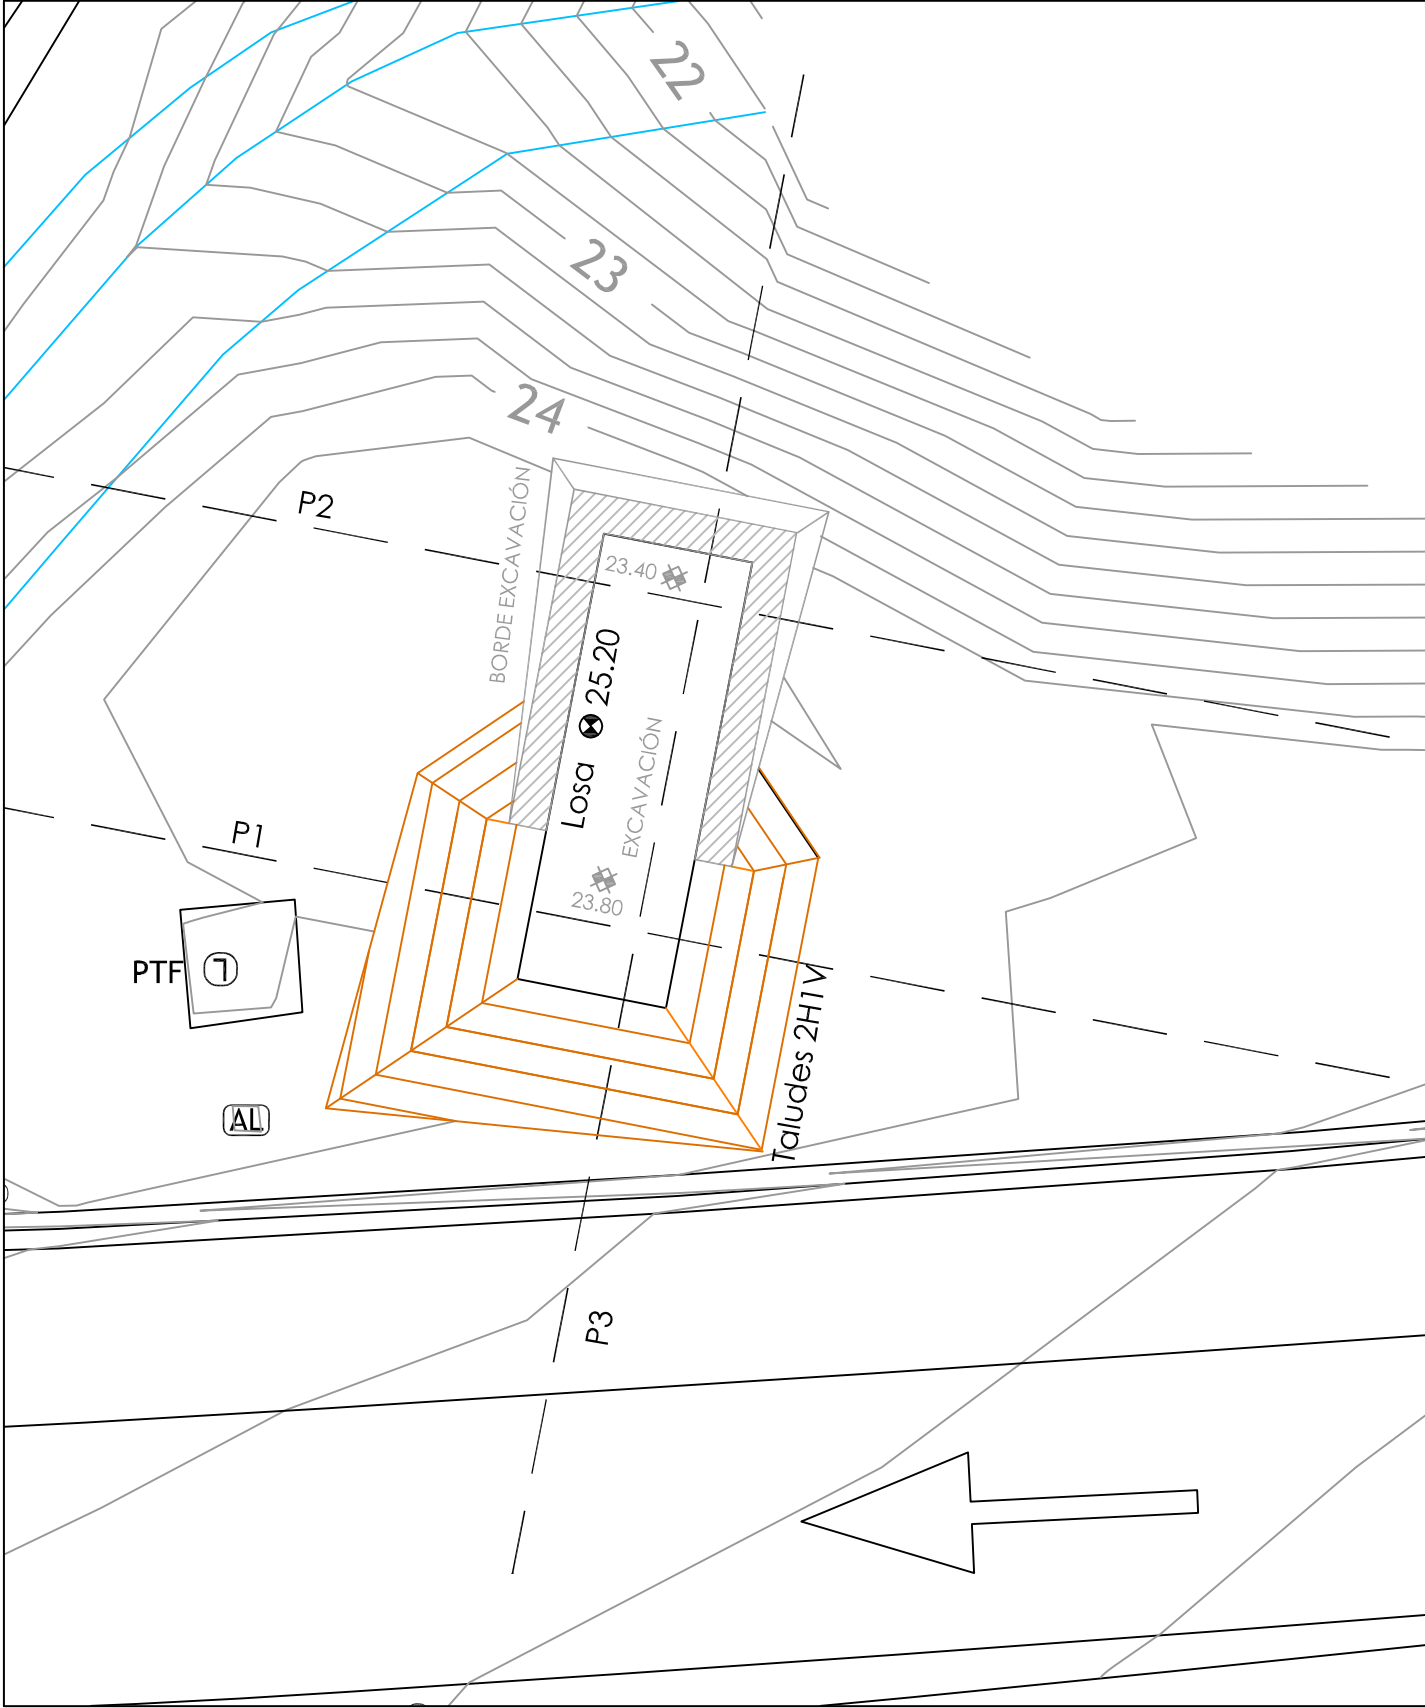 22
23
24
P2
BORDE EXCAVACIÓN
23.40
Losa 25.20
EXCAVACIÓN
P1
23.80
PTF
AL
Taludes 2H1V
P3